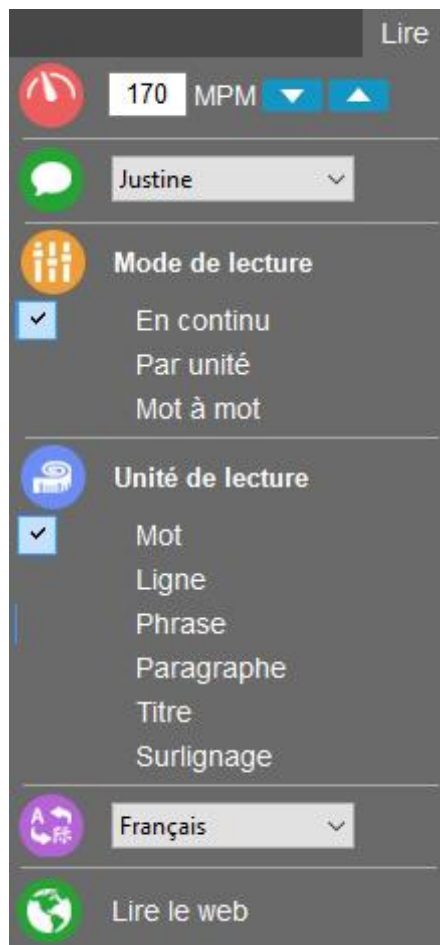 Lire
170 MPM
Justine
Mode de lecture
En continu
Par unité
Mot à mot
Unité de lecture
Mot
Ligne
Phrase
Paragraphe
Titre
Surlignage
Français
Lire le web